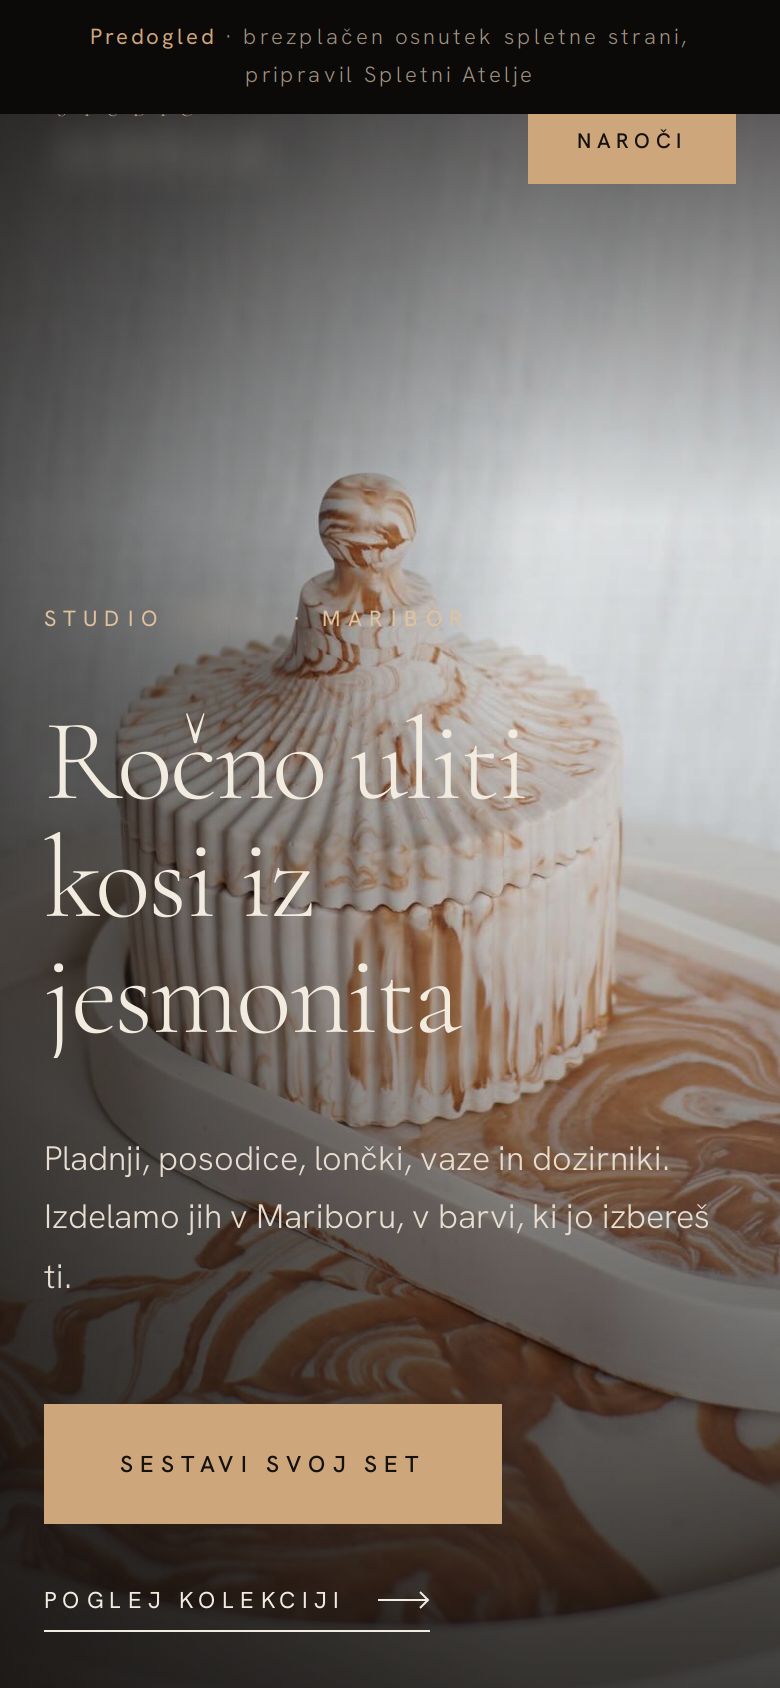 Predogled · brezplačen osnutek spletne strani,
pripravil Spletni Atelje
NAROČI
STUDIO · MARIBOR
Ročno uliti
kosi iz
jesmonita
Pladnji, posodice, lončki, vaze in dozirniki.
Izdelamo jih v Mariboru, v barvi, ki jo izbereš
ti.
SESTAVI SVOJ SET
POGLEJ KOLEKCIJI